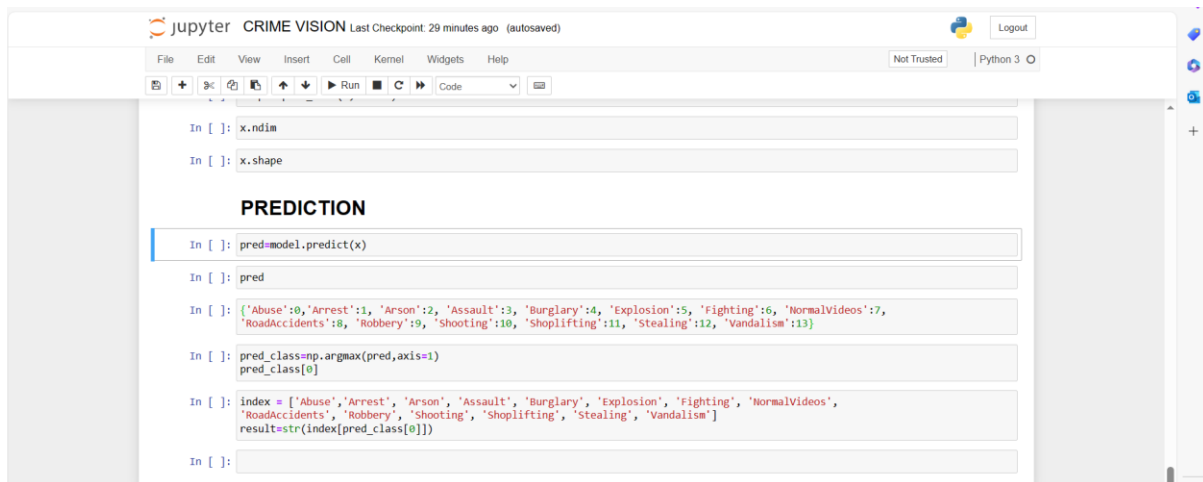 jupyter CRIME VISION Last Checkpoint: 29 minutes ago (autosaved)
Logout
File Edit View Insert Cell Kernel Widgets Help
Not Trusted
Python 3
Run
Code
In [ ]: x.ndim
In [ ]: x.shape
PREDICTION
In [ ]: pred=model.predict(x)
In [ ]: pred
In [ ]: {'Abuse':0,'Arrest':1, 'Arson':2, 'Assault':3, 'Burglary':4, 'Explosion':5, 'Fighting':6, 'NormalVideos':7,
'RoadAccidents':8, 'Robbery':9, 'Shooting':10, 'Shoplifting':11, 'Stealing':12, 'Vandalism':13}
In [ ]: pred_class=np.argmax(pred,axis=1)
pred_class[0]
In [ ]: index = ['Abuse','Arrest', 'Arson', 'Assault', 'Burglary', 'Explosion', 'Fighting', 'NormalVideos',
'RoadAccidents', 'Robbery', 'Shooting', 'Shoplifting', 'Stealing', 'Vandalism']
result=str(index[pred_class[0]])
In [ ]: